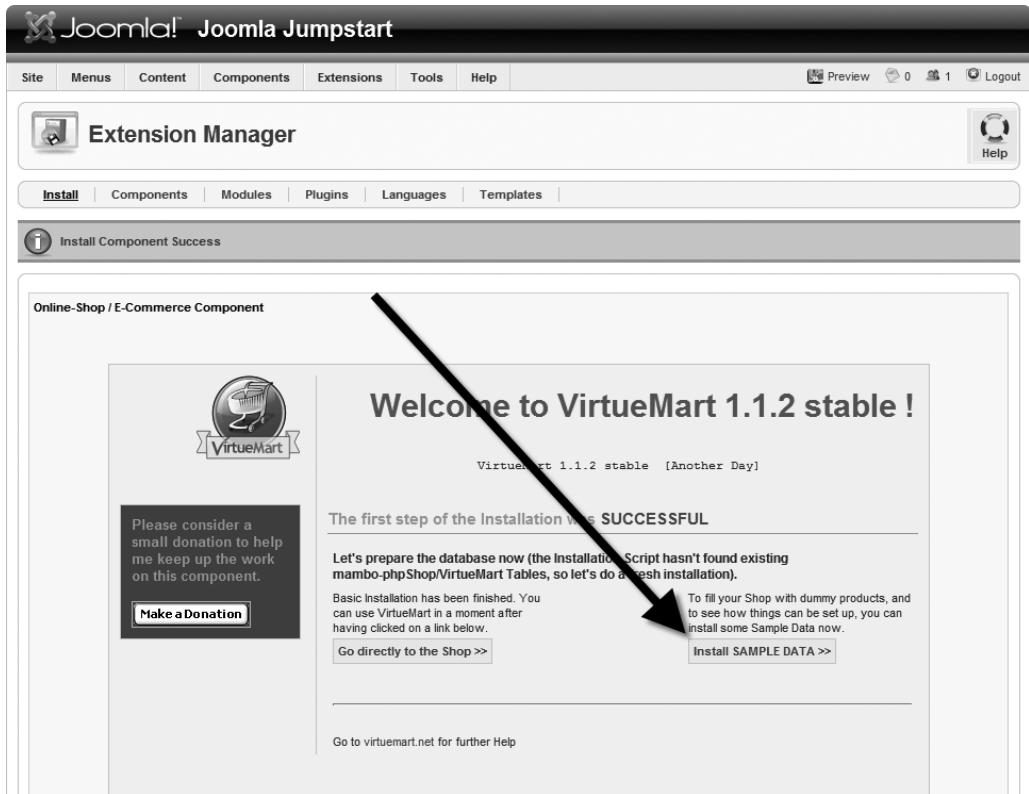 Joomla! Joomla Jumpstart
Site Menus Content Components Extensions Tools Help Preview 0 1 Logout
Extension Manager
Help
Install Components Modules Plugins Languages Templates
Install Component Success
Online-Shop / E-Commerce Component
VirtueMart
Welcome to VirtueMart 1.1.2 stable !
VirtueMart 1.1.2 stable [Another Day]
Please consider a
small donation to help
me keep up the work
on this component.
Make a Donation
The first step of the Installation was SUCCESSFUL
Let's prepare the database now (the Installation Script hasn't found existing
mambo-phpShop/VirtueMart Tables, so let's do a fresh installation).
Basic Installation has been finished. You
can use VirtueMart in a moment after
having clicked on a link below.
Go directly to the Shop >>
To fill your Shop with dummy products, and
to see how things can be set up, you can
install some Sample Data now.
Install SAMPLE DATA >>
Go to virtuemart.net for further Help